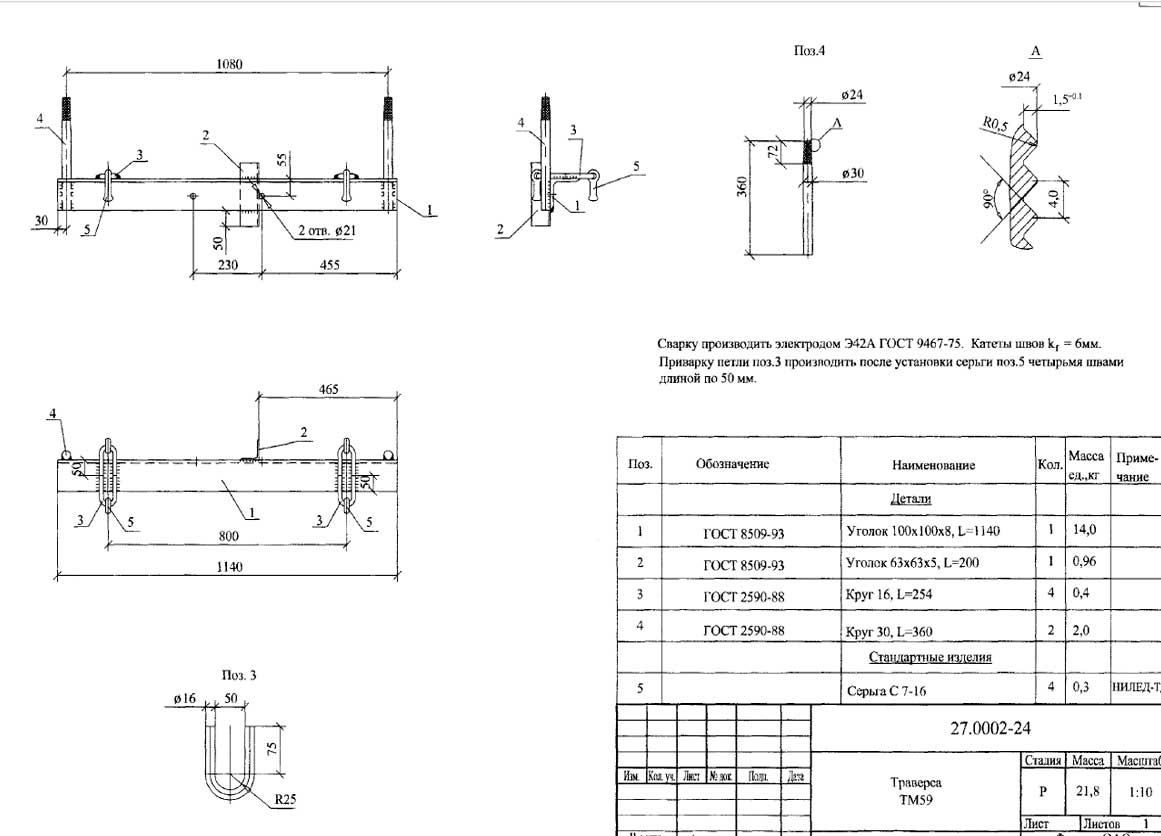 1080
4
3
2
55
30
5
50
2 отв. ø21
1
230
455
4
3
5
1
2
Поз.4
ø24
А
72
360
ø30
А
ø24
1,5⁻⁰·¹
R0,5
90°
4,0
Сварку производить электродом Э42А ГОСТ 9467-75. Катеты швов kf = 6мм.
Приварку петли поз.3 производить после установки серьги поз.5 четырьмя швами
длиной по 50 мм.
465
4
2
50
50
3
5
1
3
5
800
1140
Поз. 3
ø16
50
75
R25
Поз. Обозначение Наименование Кол. Масса ед.,кг Приме-чание
Детали
1 ГОСТ 8509-93 Уголок 100х100х8, L=1140 1 14,0
2 ГОСТ 8509-93 Уголок 63х63х5, L=200 1 0,96
3 ГОСТ 2590-88 Круг 16, L=254 4 0,4
4 ГОСТ 2590-88 Круг 30, L=360 2 2,0
Стандартные изделия
5 Серьга С 7-16 4 0,3 НИЛЕД-Т
27.0002-24
Изм. Кол. уч. Лист № док Подп. Дата
Траверса
ТМ59
Стадия Масса Масштаб
Р 21,8 1:10
Лист Листов 1